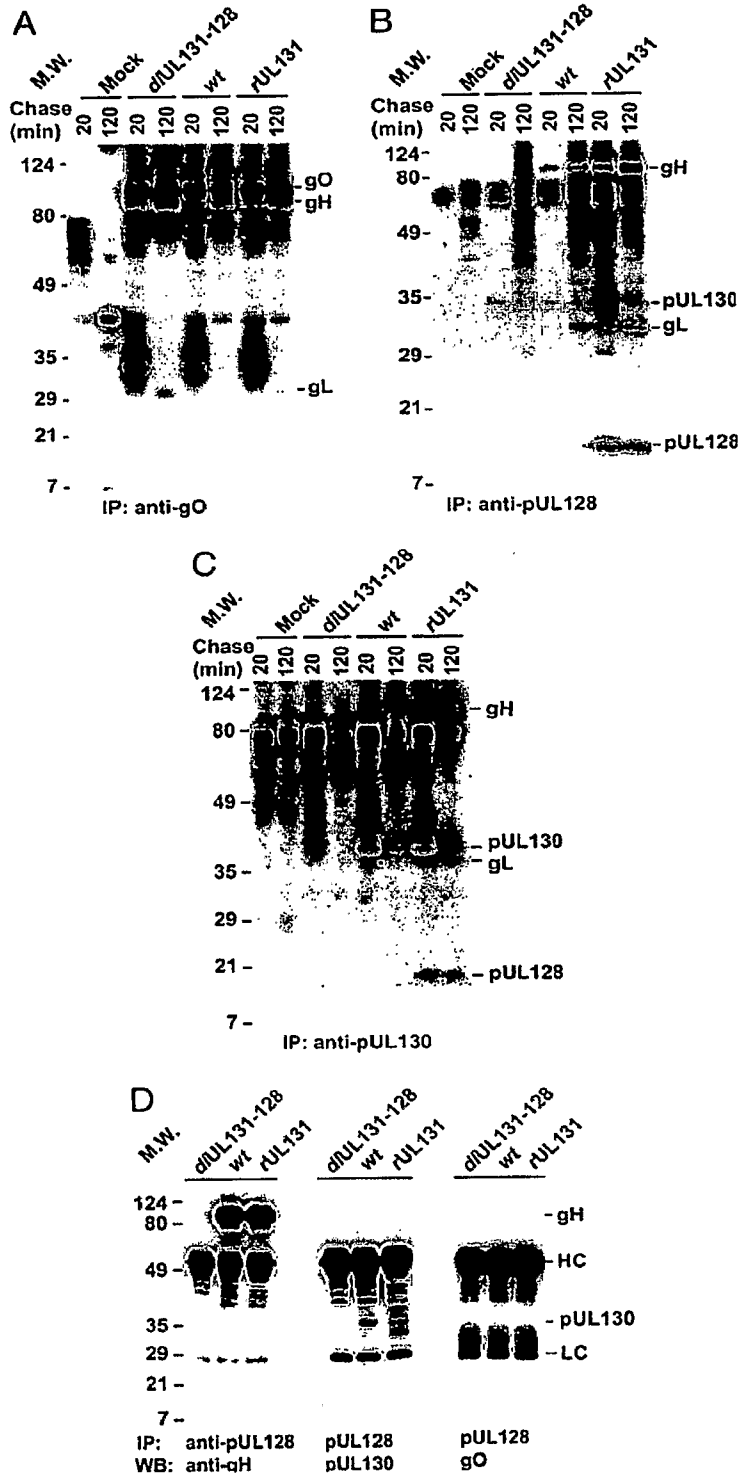 A
M.W.
Mock
dlUL131-128
wt
rUL131
Chase
(min)
20 120 20 120 20 120 20 120
124
80
49
35
29
21
7
gO
gH
gL
IP: anti-gO
B
M.W.
Mock
dlUL131-128
wt
rUL131
Chase
(min)
20 120 20 120 20 120 20 120
124
80
49
35
29
21
7
gH
pUL130
gL
pUL128
IP: anti-pUL128
C
M.W.
Mock
dlUL131-128
wt
rUL131
Chase
(min)
20 120 20 120 20 120 20 120
124
80
49
35
29
21
7
gH
pUL130
gL
pUL128
IP: anti-pUL130
D
M.W.
dlUL131-128 wt rUL131
dlUL131-128 wt rUL131
dlUL131-128 wt rUL131
124
80
49
35
29
21
7
gH
HC
pUL130
LC
IP: anti-pUL128 pUL128 pUL128
WB: anti-gH pUL130 gO